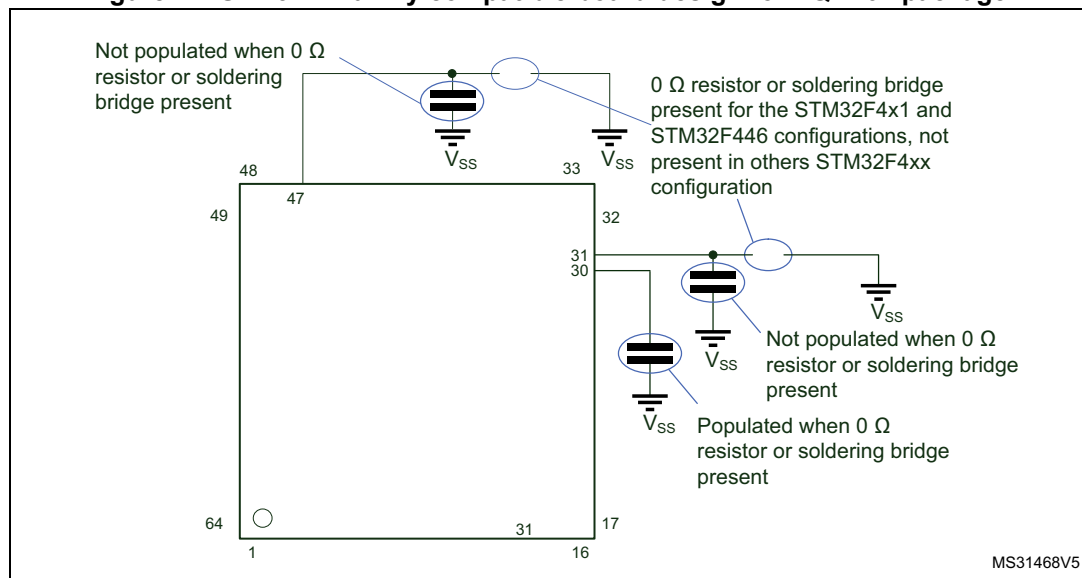 Not populated when 0 Ω
resistor or soldering
bridge present
0 Ω resistor or soldering bridge
present for the STM32F4x1 and
STM32F446 configurations, not
present in others STM32F4xx
configuration
VSS
VSS
48
33
47
49
32
31
30
VSS
VSS
Not populated when 0 Ω
resistor or soldering bridge
present
VSS
Populated when 0 Ω
resistor or soldering bridge
present
64
31
17
1
16
MS31468V5